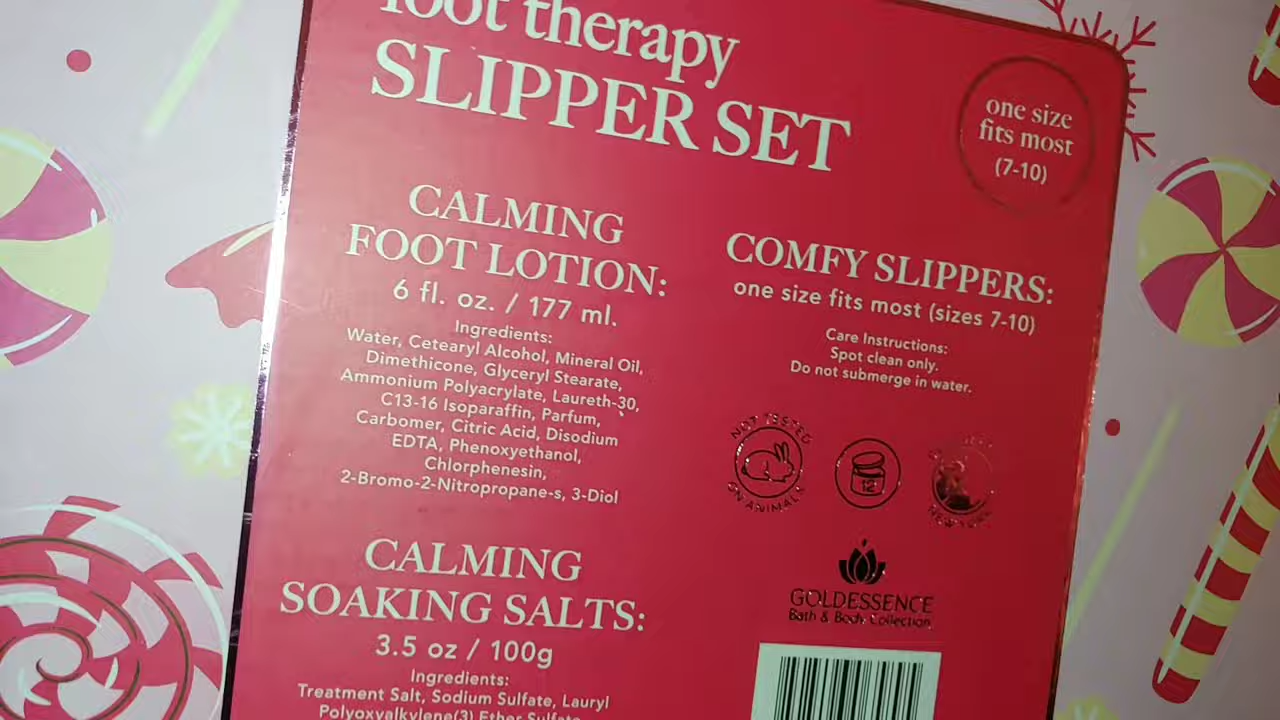 foot therapy
SLIPPER SET
one size
fits most
(7-10)
CALMING
FOOT LOTION:
6 fl. oz. / 177 ml.
Ingredients:
Water, Cetearyl Alcohol, Mineral Oil,
Dimethicone, Glyceryl Stearate,
Ammonium Polyacrylate, Laureth-30,
C13-16 Isoparaffin, Parfum,
Carbomer, Citric Acid, Disodium
EDTA, Phenoxyethanol,
Chlorphenesin,
2-Bromo-2-Nitropropane-s, 3-Diol
CALMING
SOAKING SALTS:
3.5 oz / 100g
Ingredients:
Treatment Salt, Sodium Sulfate, Lauryl
Polyoxyalkylene(3) Ether Sulfate
COMFY SLIPPERS:
one size fits most (sizes 7-10)
Care Instructions:
Spot clean only.
Do not submerge in water.
NOT TESTED
ON ANIMALS
12
GOLDESSENCE
Bath & Body Collection